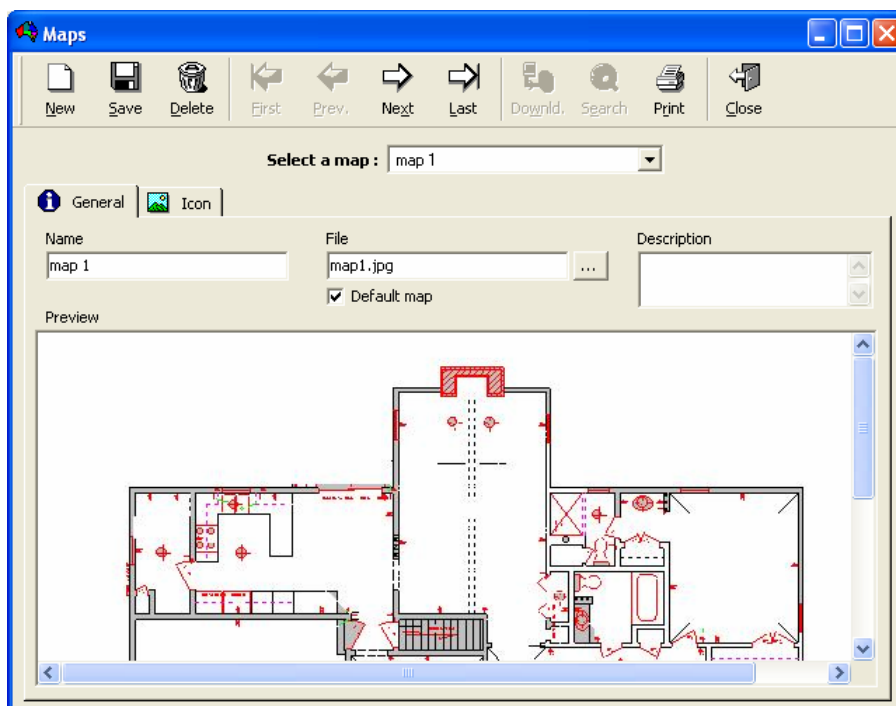 Maps
New Save Delete First Prev. Next Last Downld. Search Print Close
Select a map : map 1
General Icon
Name File Description
map 1 map1.jpg ...
Default map
Preview